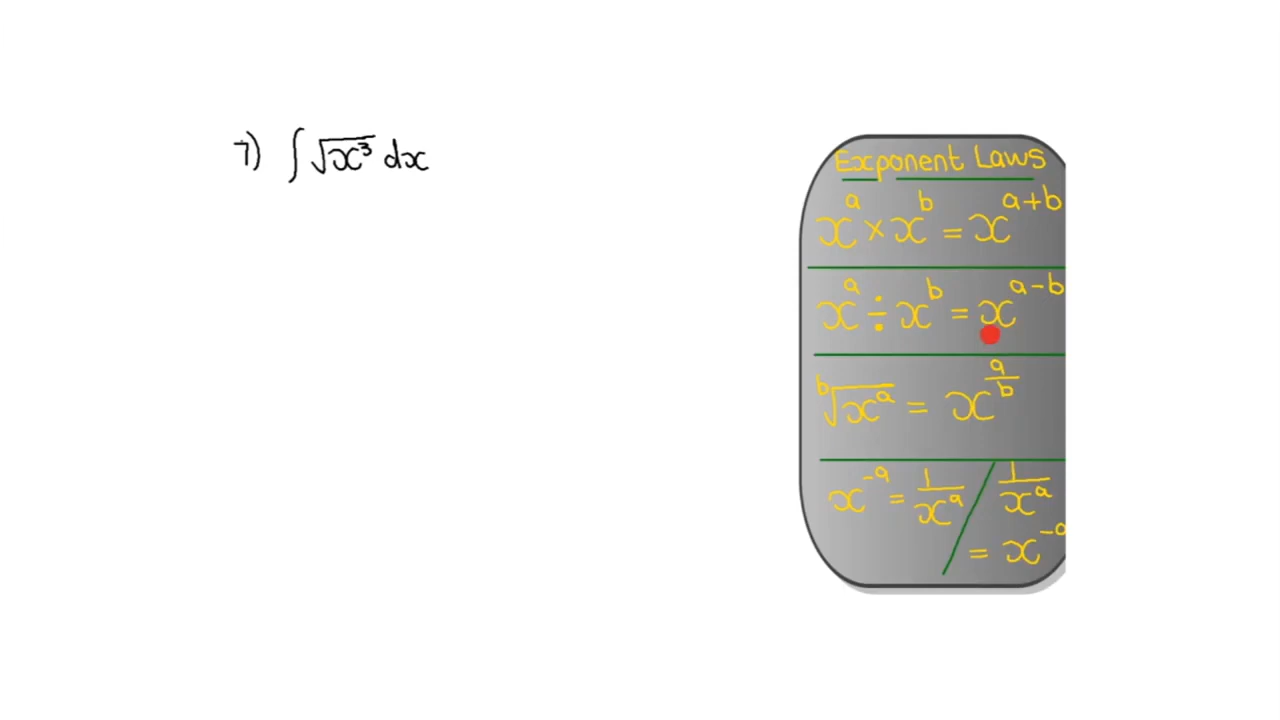 7) ∫ √x³ dx
Exponent Laws
xᵃ × xᵇ = xᵃ⁺ᵇ
xᵃ ÷ xᵇ = xᵃ⁻ᵇ
ᵇ√xᵃ = x^(a/b)
x⁻ᵃ = 1/xᵃ / 1/xᵃ
= x⁻ᵃ